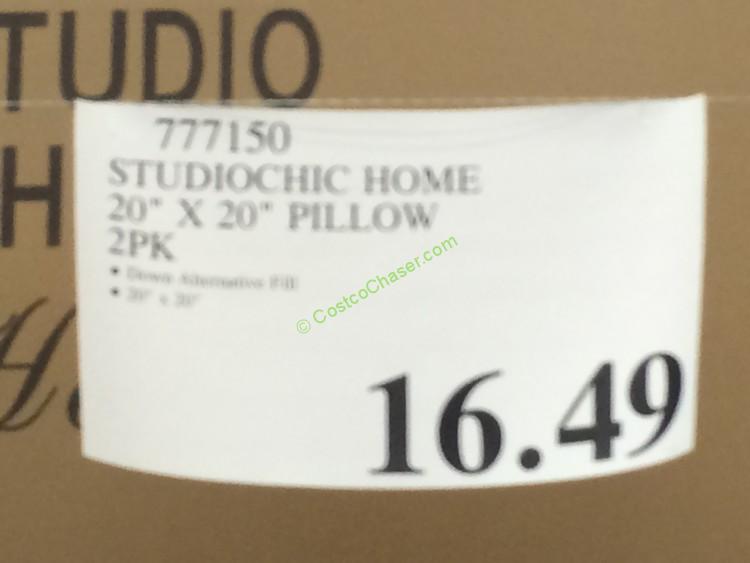 TUDIO
H
777150
STUDIOCHIC HOME
20" X 20" PILLOW
2PK
• Down Alternative Fill
• 20" x 20"
© CostcoChaser.com
16.49